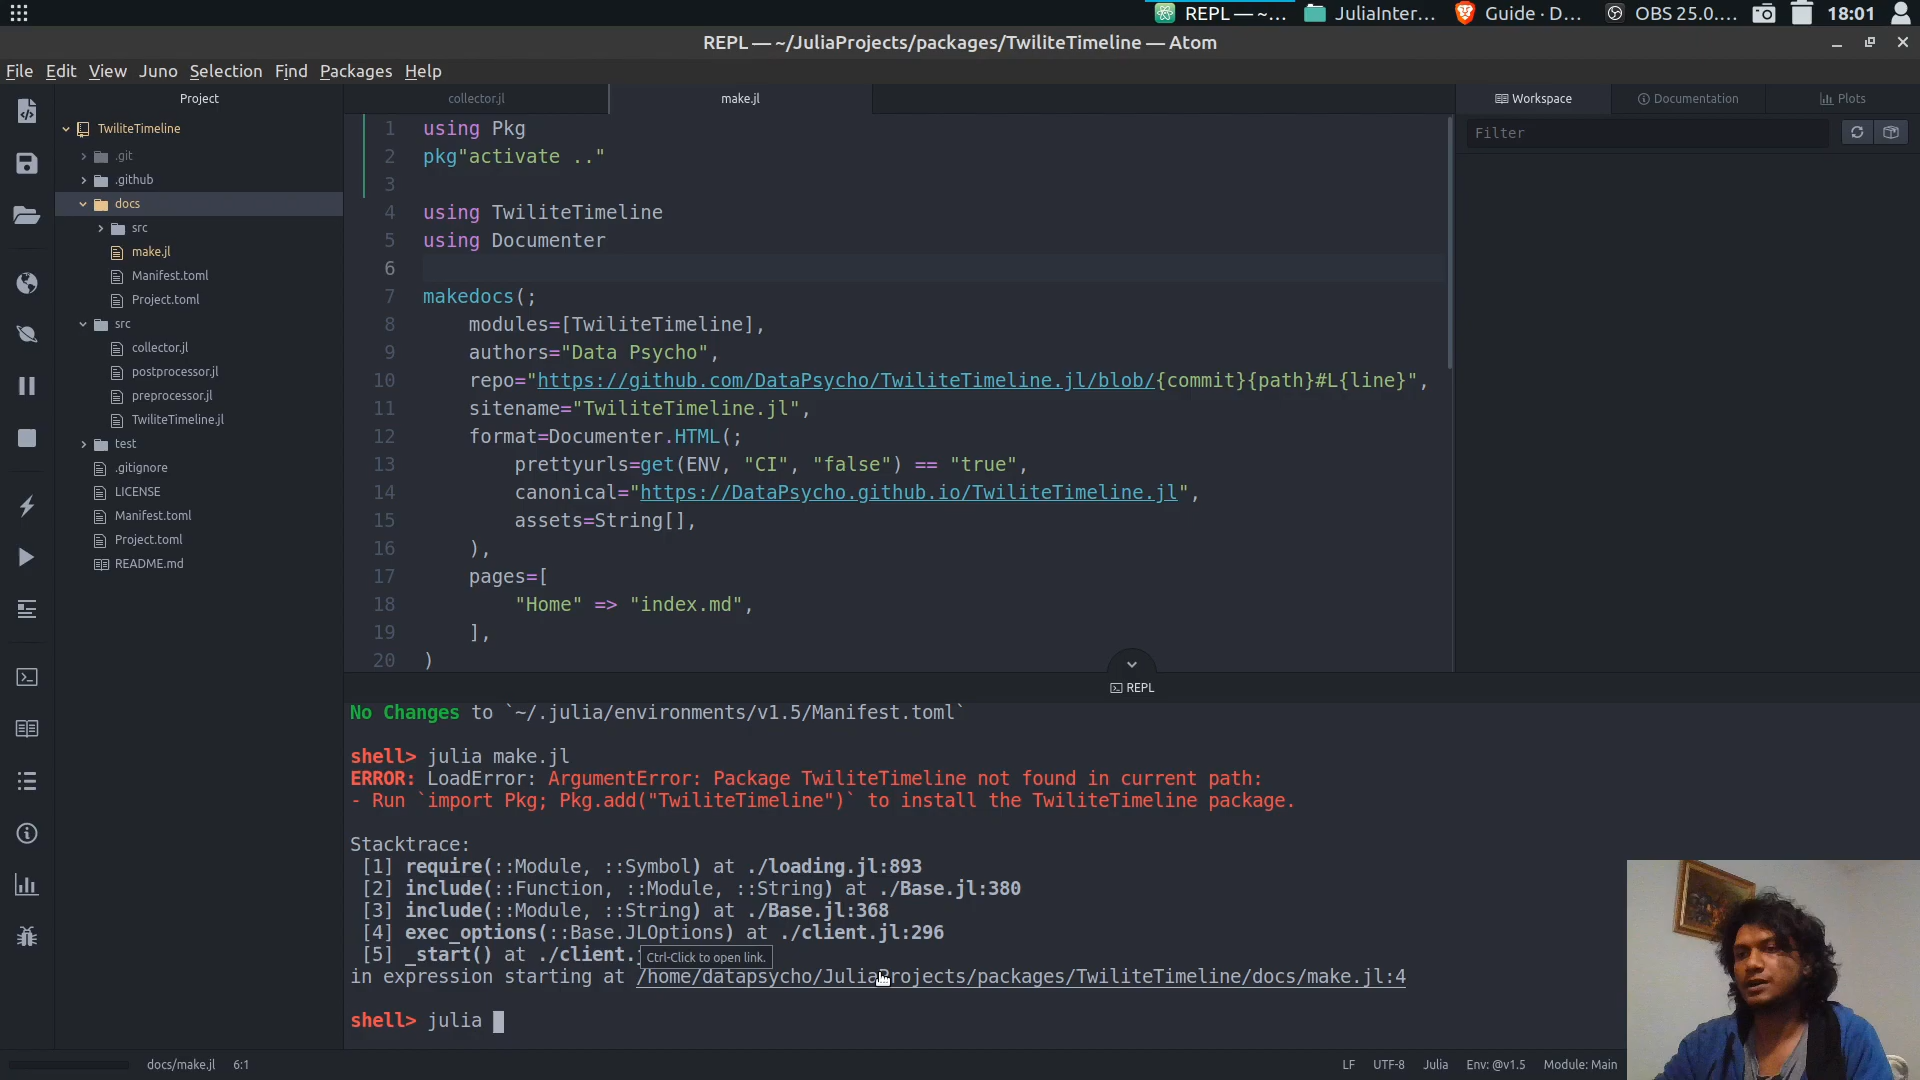 REPL — ~...
JuliaInter...
Guide · D...
OBS 25.0....
18:01
REPL — ~/JuliaProjects/packages/TwiliteTimeline — Atom
File Edit View Juno Selection Find Packages Help
Project
collector.jl
make.jl
Workspace
Documentation
Plots
Filter
TwiliteTimeline
.git
.github
docs
src
make.jl
Manifest.toml
Project.toml
src
collector.jl
postprocessor.jl
preprocessor.jl
TwiliteTimeline.jl
test
.gitignore
LICENSE
Manifest.toml
Project.toml
README.md
1 using Pkg
2 pkg"activate .."
3
4 using TwiliteTimeline
5 using Documenter
6
7 makedocs(;
8 modules=[TwiliteTimeline],
9 authors="Data Psycho",
10 repo="https://github.com/DataPsycho/TwiliteTimeline.jl/blob/{commit}{path}#L{line}",
11 sitename="TwiliteTimeline.jl",
12 format=Documenter.HTML(;
13 prettyurls=get(ENV, "CI", "false") == "true",
14 canonical="https://DataPsycho.github.io/TwiliteTimeline.jl",
15 assets=String[],
16 ),
17 pages=[
18 "Home" => "index.md",
19 ],
20 )
REPL
No Changes to `~/.julia/environments/v1.5/Manifest.toml`
shell> julia make.jl
ERROR: LoadError: ArgumentError: Package TwiliteTimeline not found in current path:
- Run `import Pkg; Pkg.add("TwiliteTimeline")` to install the TwiliteTimeline package.
Stacktrace:
[1] require(::Module, ::Symbol) at ./loading.jl:893
[2] include(::Function, ::Module, ::String) at ./Base.jl:380
[3] include(::Module, ::String) at ./Base.jl:368
[4] exec_options(::Base.JLOptions) at ./client.jl:296
[5] _start() at ./client.j
Ctrl-Click to open link.
in expression starting at /home/datapsycho/JuliaProjects/packages/TwiliteTimeline/docs/make.jl:4
shell> julia
docs/make.jl 6:1
LF UTF-8 Julia Env: @v1.5 Module: Main